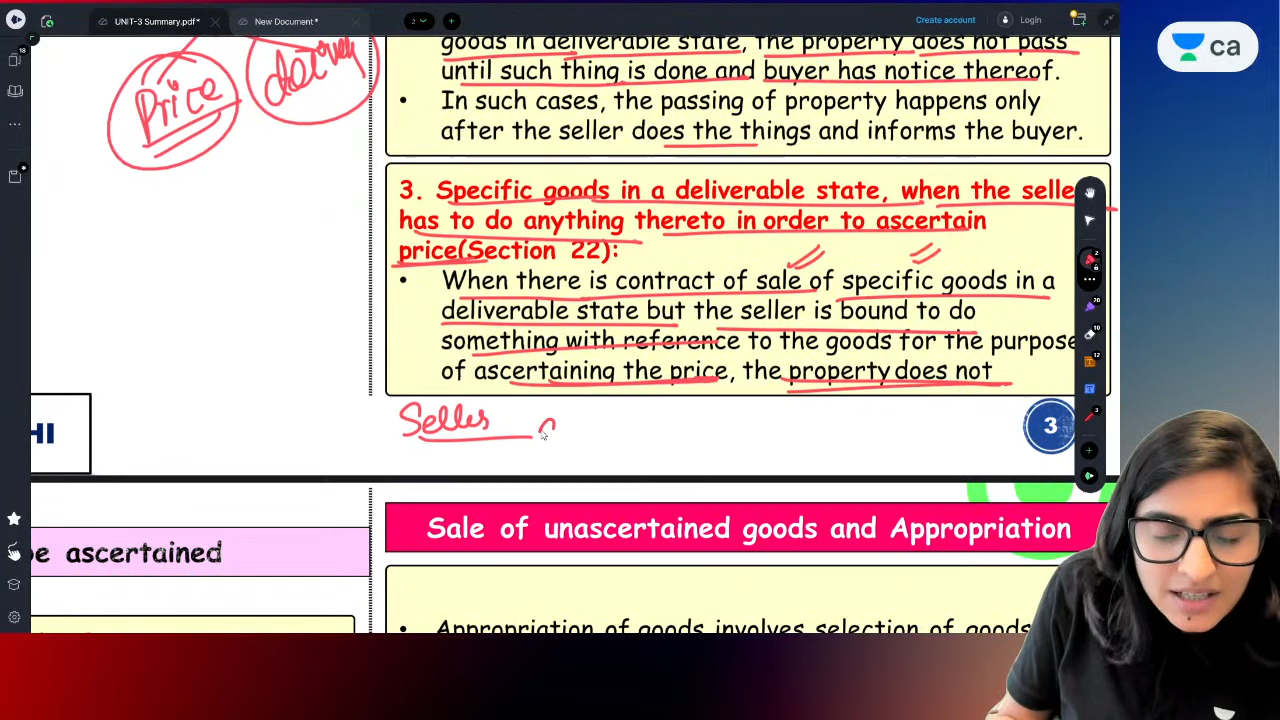 UNIT-3 Summary.pdf*
New Document*
2
Create account
Login
ca
Price
goods in deliverable state, the property does not pass
until such thing is done and buyer has notice thereof.
• In such cases, the passing of property happens only
after the seller does the things and informs the buyer.
3. Specific goods in a deliverable state, when the selle
has to do anything thereto in order to ascertain
price(Section 22):
• When there is contract of sale of specific goods in a
deliverable state but the seller is bound to do
something with reference to the goods for the purpose
of ascertaining the price, the property does not
Seller
HI
3
Sale of unascertained goods and Appropriation
be ascertained
• Appropriation of goods involves selection of goods